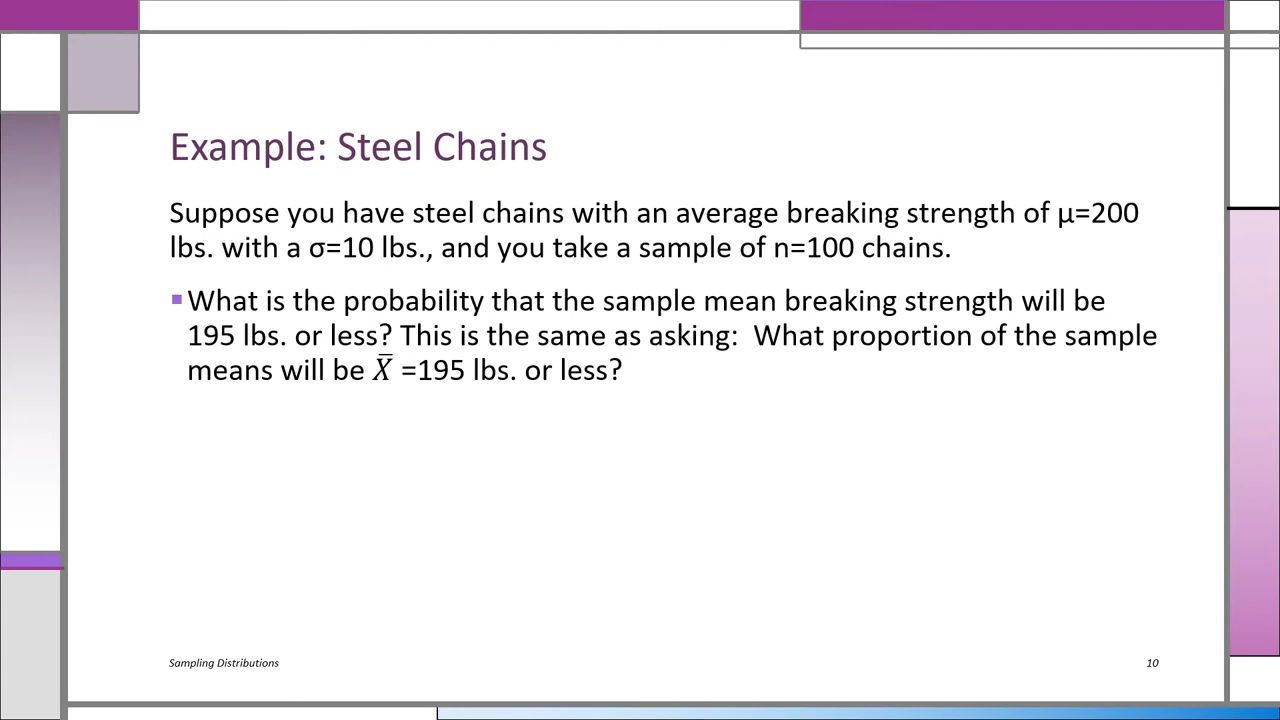 Example: Steel Chains
Suppose you have steel chains with an average breaking strength of μ=200
lbs. with a σ=10 lbs., and you take a sample of n=100 chains.
▪What is the probability that the sample mean breaking strength will be
195 lbs. or less? This is the same as asking:  What proportion of the sample
means will be X̄ =195 lbs. or less?
Sampling Distributions
10